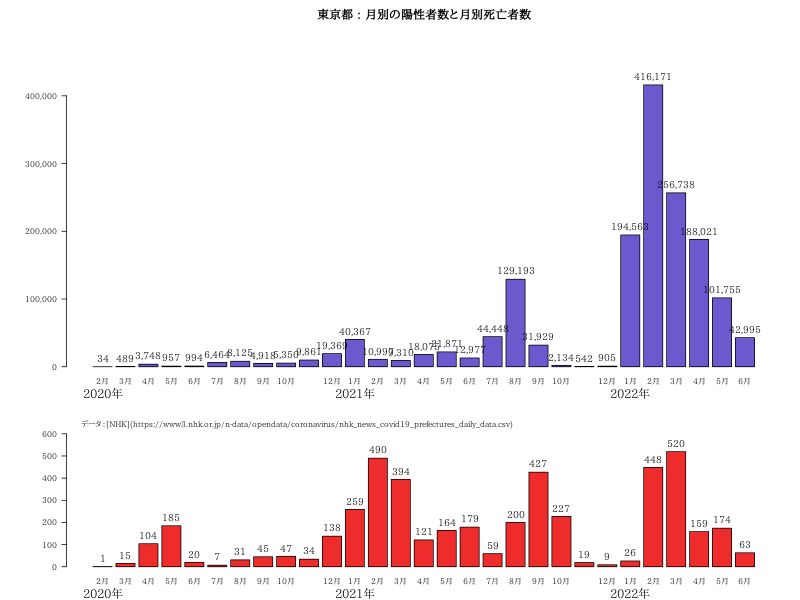 東京都：月別の陽性者数と月別死亡者数
416,171
400,000
300,000
256,738
200,000
194,563
188,021
129,193
100,000
101,755
44,448
42,995
40,367
31,929
34 489 3,748 957 994 6,464 8,125 4,918 5,350 9,861 19,369 10,997 9,310 18,075 21,871 12,977 2,134 542 905
0
2月 3月 4月 5月 6月 7月 8月 9月 10月 12月 1月 2月 3月 4月 5月 6月 7月 8月 9月 10月 12月 1月 2月 3月 4月 5月 6月
2020年 2021年 2022年
データ：[NHK](https://www3.nhk.or.jp/n-data/opendata/coronavirus/nhk_news_covid19_prefectures_daily_data.csv)
600
500
400
300
200
100
0
1 15 104 185 20 7 31 45 47 34 138 259 490 394 121 164 179 59 200 427 227 19 9 26 448 520 159 174 63
2月 3月 4月 5月 6月 7月 8月 9月 10月 12月 1月 2月 3月 4月 5月 6月 7月 8月 9月 10月 12月 1月 2月 3月 4月 5月 6月
2020年 2021年 2022年